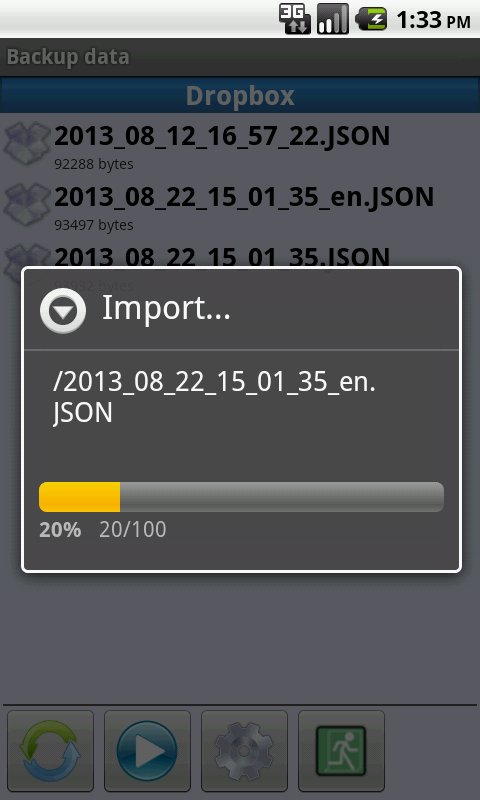 3G
1:33 PM
Backup data
Dropbox
2013_08_12_16_57_22.JSON
92288 bytes
2013_08_22_15_01_35_en.JSON
93497 bytes
2013_08_22_15_01_35.JSON
bytes
Import...
/2013_08_22_15_01_35_en.
JSON
20% 20/100